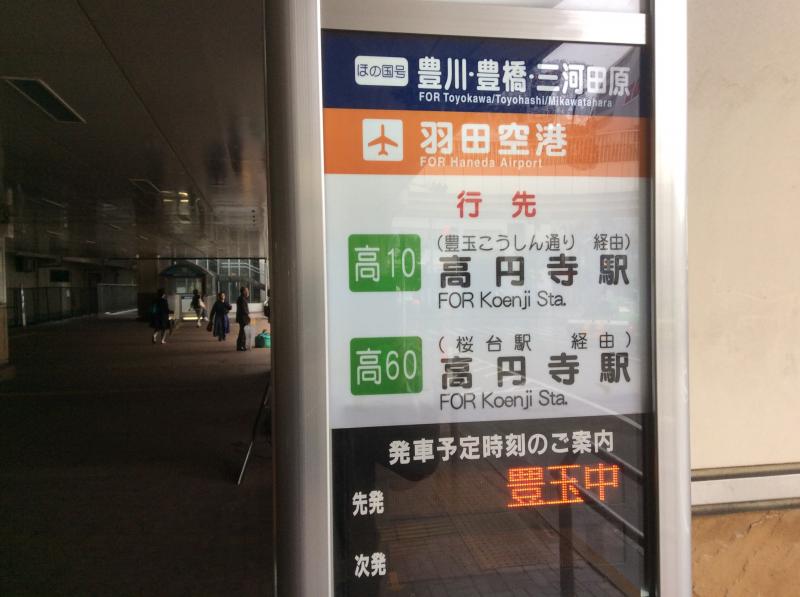 ほの国号 豊川・豊橋・三河田原
FOR Toyokawa/Toyohashi/Mikawatahara
羽田空港
FOR Haneda Airport
行先
高10 (豊玉こうしん通り 経由)
高円寺駅
FOR Koenji Sta.
高60 (桜台駅 経由)
高円寺駅
FOR Koenji Sta.
発車予定時刻のご案内
先発 豊玉中
次発